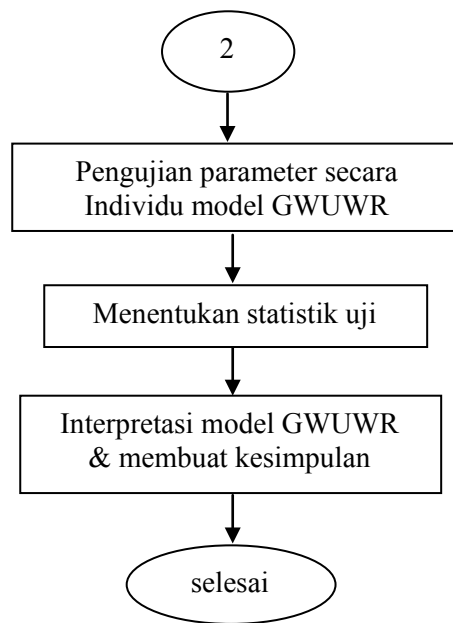 2
Pengujian parameter secara
Individu model GWUWR
Menentukan statistik uji
Interpretasi model GWUWR
& membuat kesimpulan
selesai